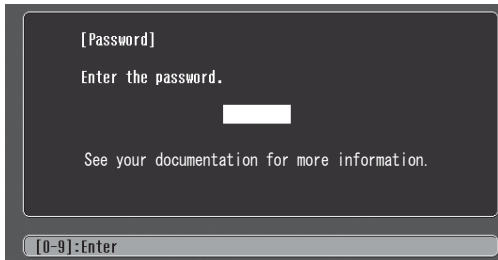 [Password]
Enter the password.
See your documentation for more information.
[0-9]:Enter